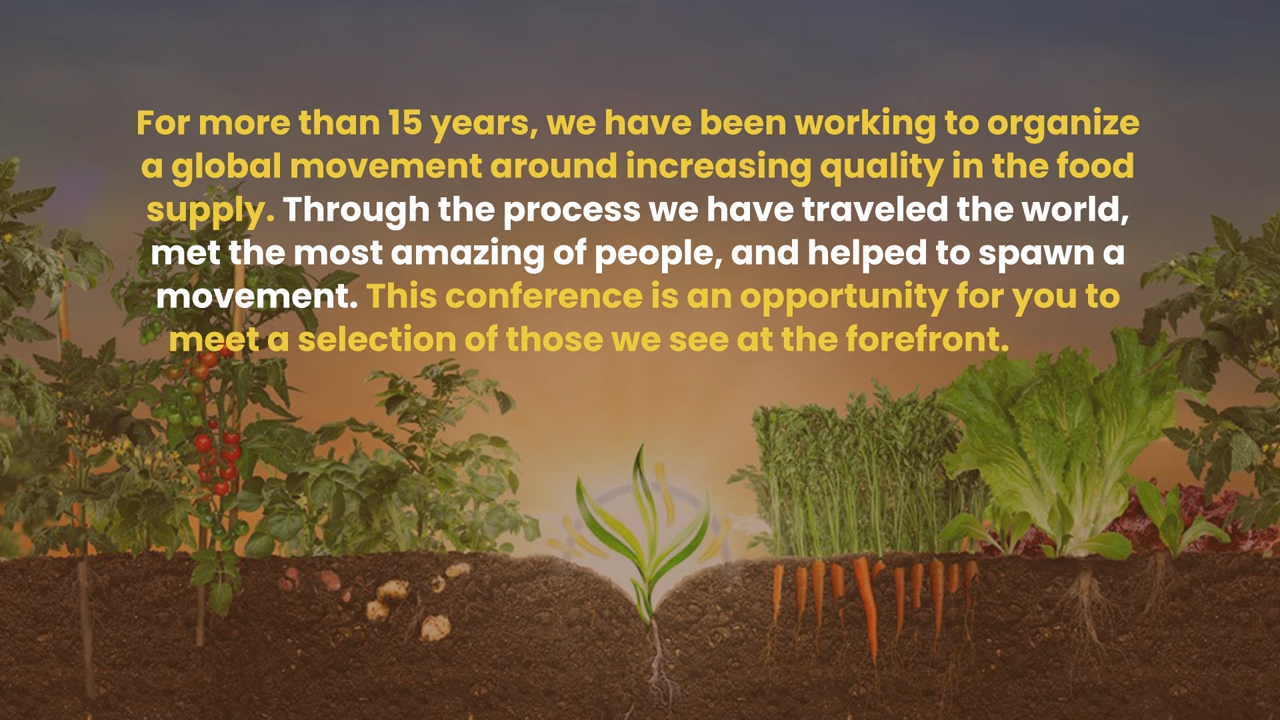 For more than 15 years, we have been working to organize
a global movement around increasing quality in the food
supply. Through the process we have traveled the world,
met the most amazing of people, and helped to spawn a
movement. This conference is an opportunity for you to
meet a selection of those we see at the forefront.